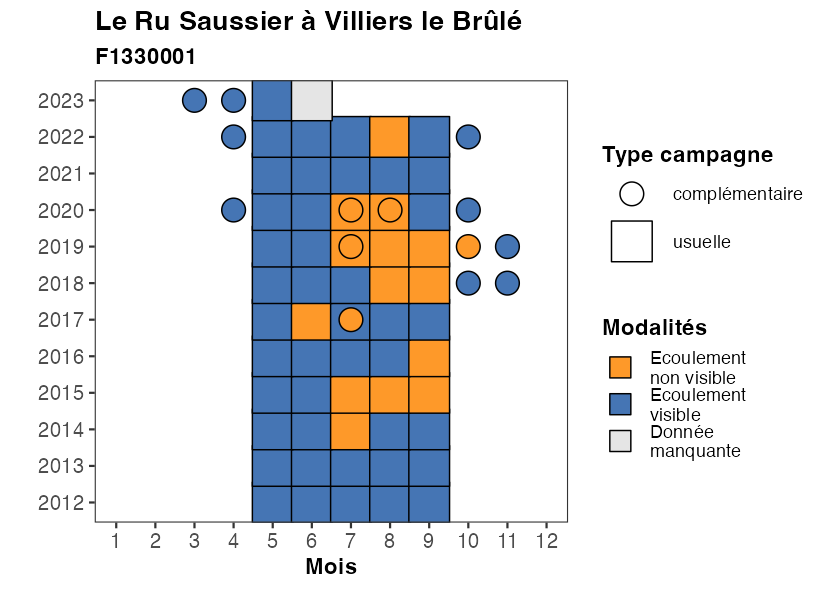 Le Ru Saussier à Villiers le Brûlé
F1330001
2023
2022
2021
2020
2019
2018
2017
2016
2015
2014
2013
2012
1 2 3 4 5 6 7 8 9 10 11 12
Mois
Type campagne
complémentaire
usuelle
Modalités
Ecoulement
non visible
Ecoulement
visible
Donnée
manquante